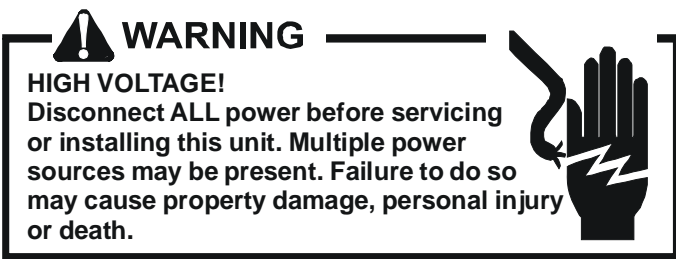 WARNING
HIGH VOLTAGE!
Disconnect ALL power before servicing
or installing this unit. Multiple power
sources may be present. Failure to do so
may cause property damage, personal injury
or death.